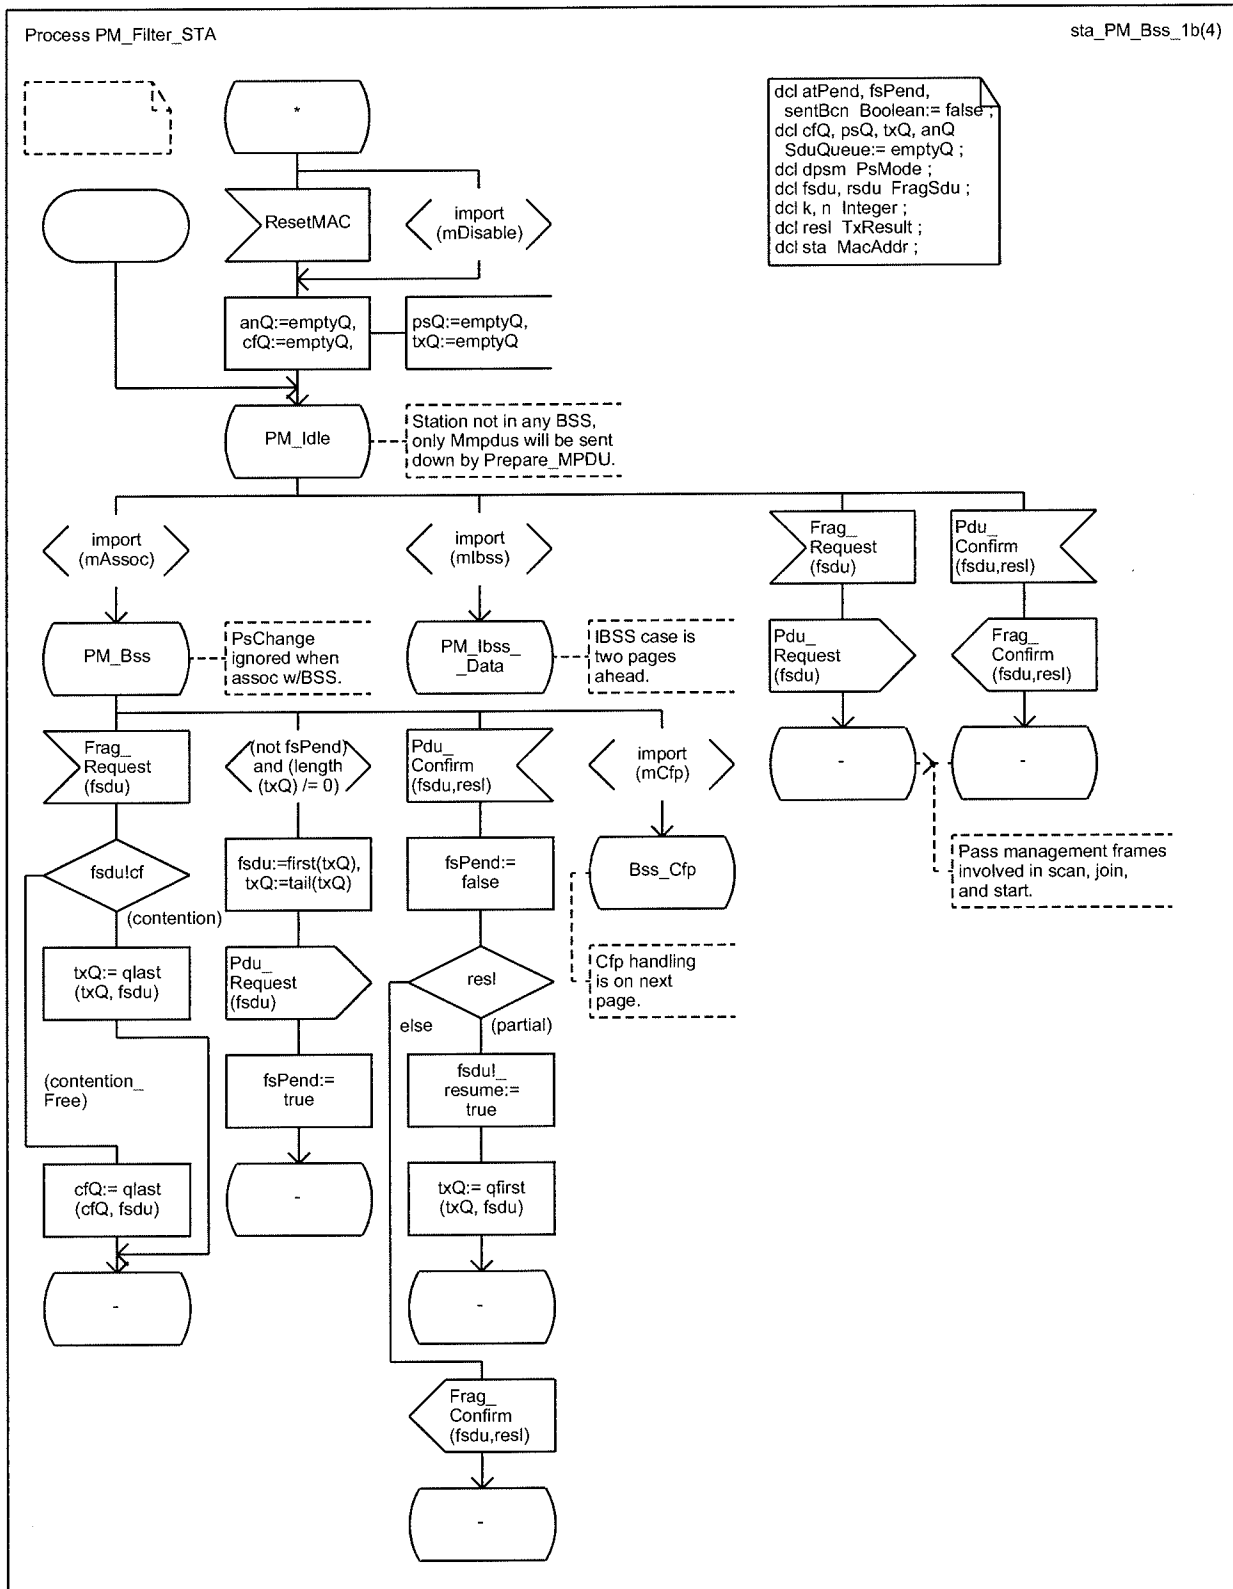 Process PM_Filter_STA
sta_PM_Bss_1b(4)
*
dcl atPend, fsPend,
sentBcn Boolean:= false ;
dcl cfQ, psQ, txQ, anQ
SduQueue:= emptyQ ;
dcl dpsm PsMode ;
dcl fsdu, rsdu FragSdu ;
dcl k, n Integer ;
dcl resl TxResult ;
dcl sta MacAddr ;
ResetMAC
import
(mDisable)
anQ:=emptyQ,
cfQ:=emptyQ,
psQ:=emptyQ,
txQ:=emptyQ
PM_Idle
Station not in any BSS,
only Mmpdus will be sent
down by Prepare_MPDU.
import
(mAssoc)
import
(mIbss)
Frag_
Request
(fsdu)
Pdu_
Confirm
(fsdu,resl)
PM_Bss
PsChange
ignored when
assoc w/BSS.
PM_Ibss_
_Data
IBSS case is
two pages
ahead.
Pdu_
Request
(fsdu)
Frag_
Confirm
(fsdu,resl)
-
-
Pass management frames
involved in scan, join,
and start.
Frag_
Request
(fsdu)
(not fsPend)
and (length
(txQ) /= 0)
Pdu_
Confirm
(fsdu,resl)
import
(mCfp)
fsdu!cf
(contention)
fsdu:=first(txQ),
txQ:=tail(txQ)
fsPend:=
false
Bss_Cfp
txQ:= qlast
(txQ, fsdu)
Pdu_
Request
(fsdu)
resl
else
(partial)
Cfp handling
is on next
page.
(contention_
Free)
fsPend:=
true
fsdu!_
resume:=
true
cfQ:= qlast
(cfQ, fsdu)
-
txQ:= qfirst
(txQ, fsdu)
-
-
Frag_
Confirm
(fsdu,resl)
-